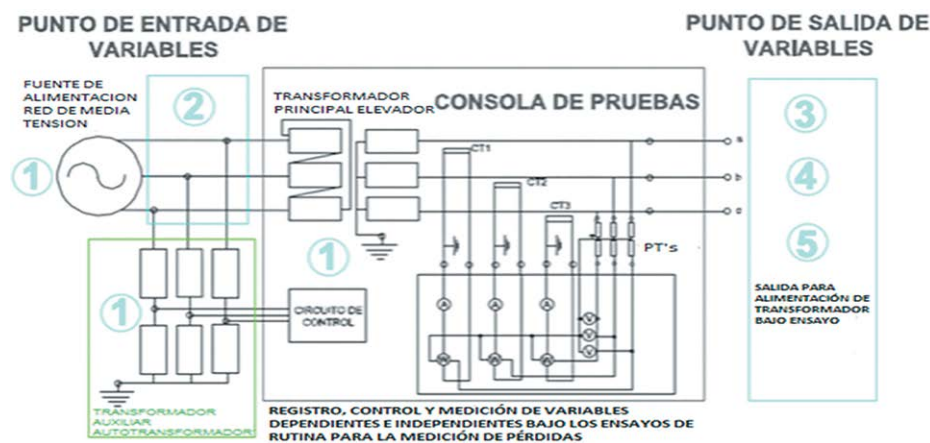 PUNTO DE ENTRADA DE
VARIABLES
PUNTO DE SALIDA DE
VARIABLES
FUENTE DE
ALIMENTACION
RED DE MEDIA
TENSION
2
TRANSFORMADOR
PRINCIPAL ELEVADOR
CONSOLA DE PRUEBAS
3
CT1
a
1
CT2
b
4
CT3
c
1
PT's
5
1
CIRCUITO DE
CONTROL
A
A
A
V
V
V
W
W
W
SALIDA PARA
ALIMENTACIÓN DE
TRANSFORMADOR
BAJO ENSAYO
TRANSFORMADOR
AUXILIAR
AUTOTRANSFORMADOR
REGISTRO, CONTROL Y MEDICIÓN DE VARIABLES
DEPENDIENTES E INDEPENDIENTES BAJO LOS ENSAYOS DE
RUTINA PARA LA MEDICIÓN DE PÉRDIDAS